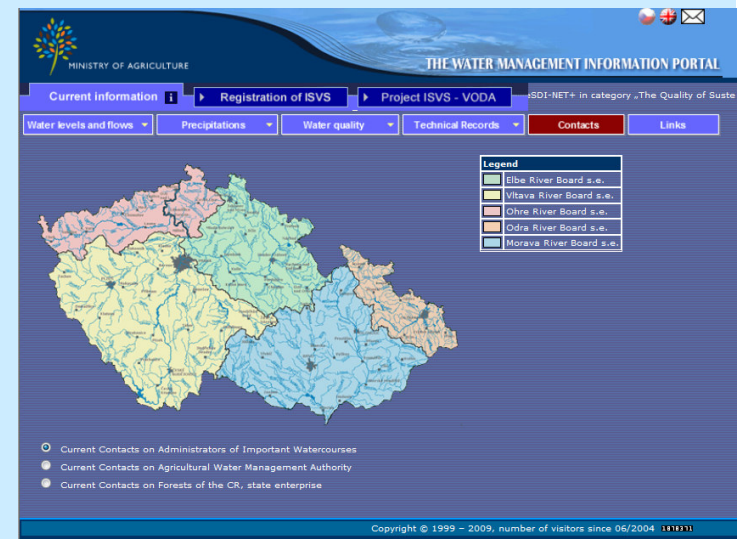 MINISTRY OF AGRICULTURE
THE WATER MANAGEMENT INFORMATION PORTAL
Current information i
Registration of ISVS
Project ISVS - VODA
SDI-NET+ in category „The Quality of Suste
Water levels and flows
Precipitations
Water quality
Technical Records
Contacts
Links
Legend
Elbe River Board s.e.
Vltava River Board s.e.
Ohre River Board s.e.
Odra River Board s.e.
Morava River Board s.e.
Current Contacts on Administrators of Important Watercourses
Current Contacts on Agricultural Water Management Authority
Current Contacts on Forests of the CR, state enterprise
Copyright © 1999 – 2009, number of visitors since 06/2004